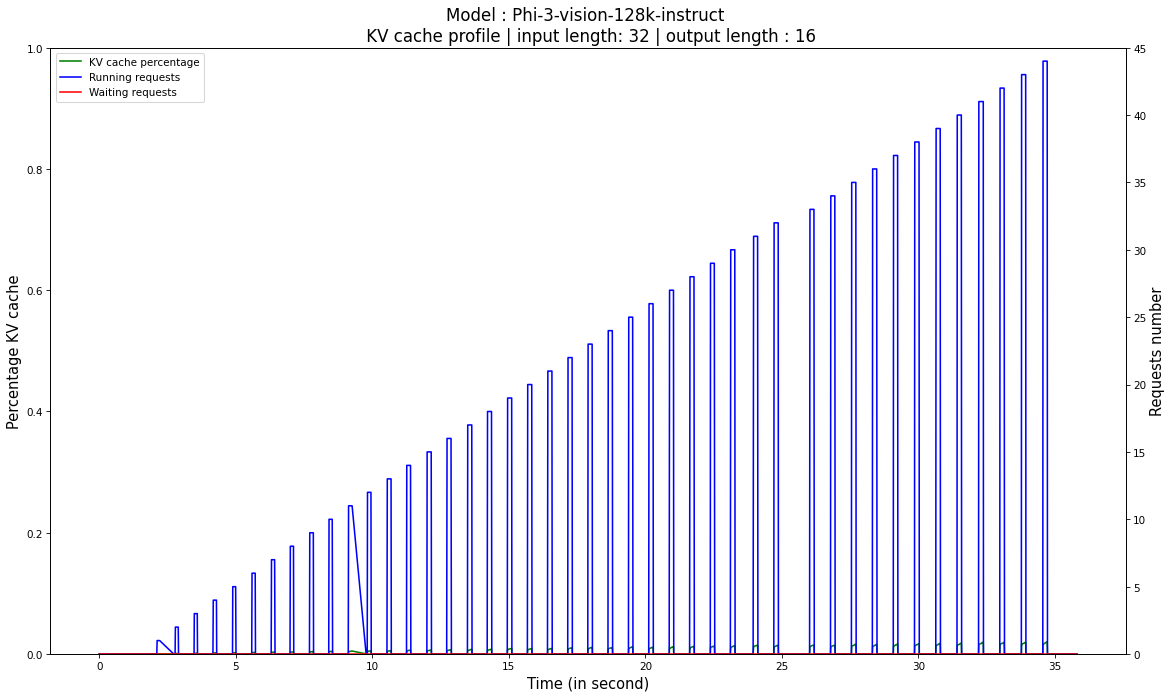 Model : Phi-3-vision-128k-instruct
KV cache profile | input length: 32 | output length : 16
KV cache percentage
Running requests
Waiting requests
Percentage KV cache
1.0
0.8
0.6
0.4
0.2
0.0
45
40
35
30
25
20
15
10
5
0
Requests number
0 5 10 15 20 25 30 35
Time (in second)